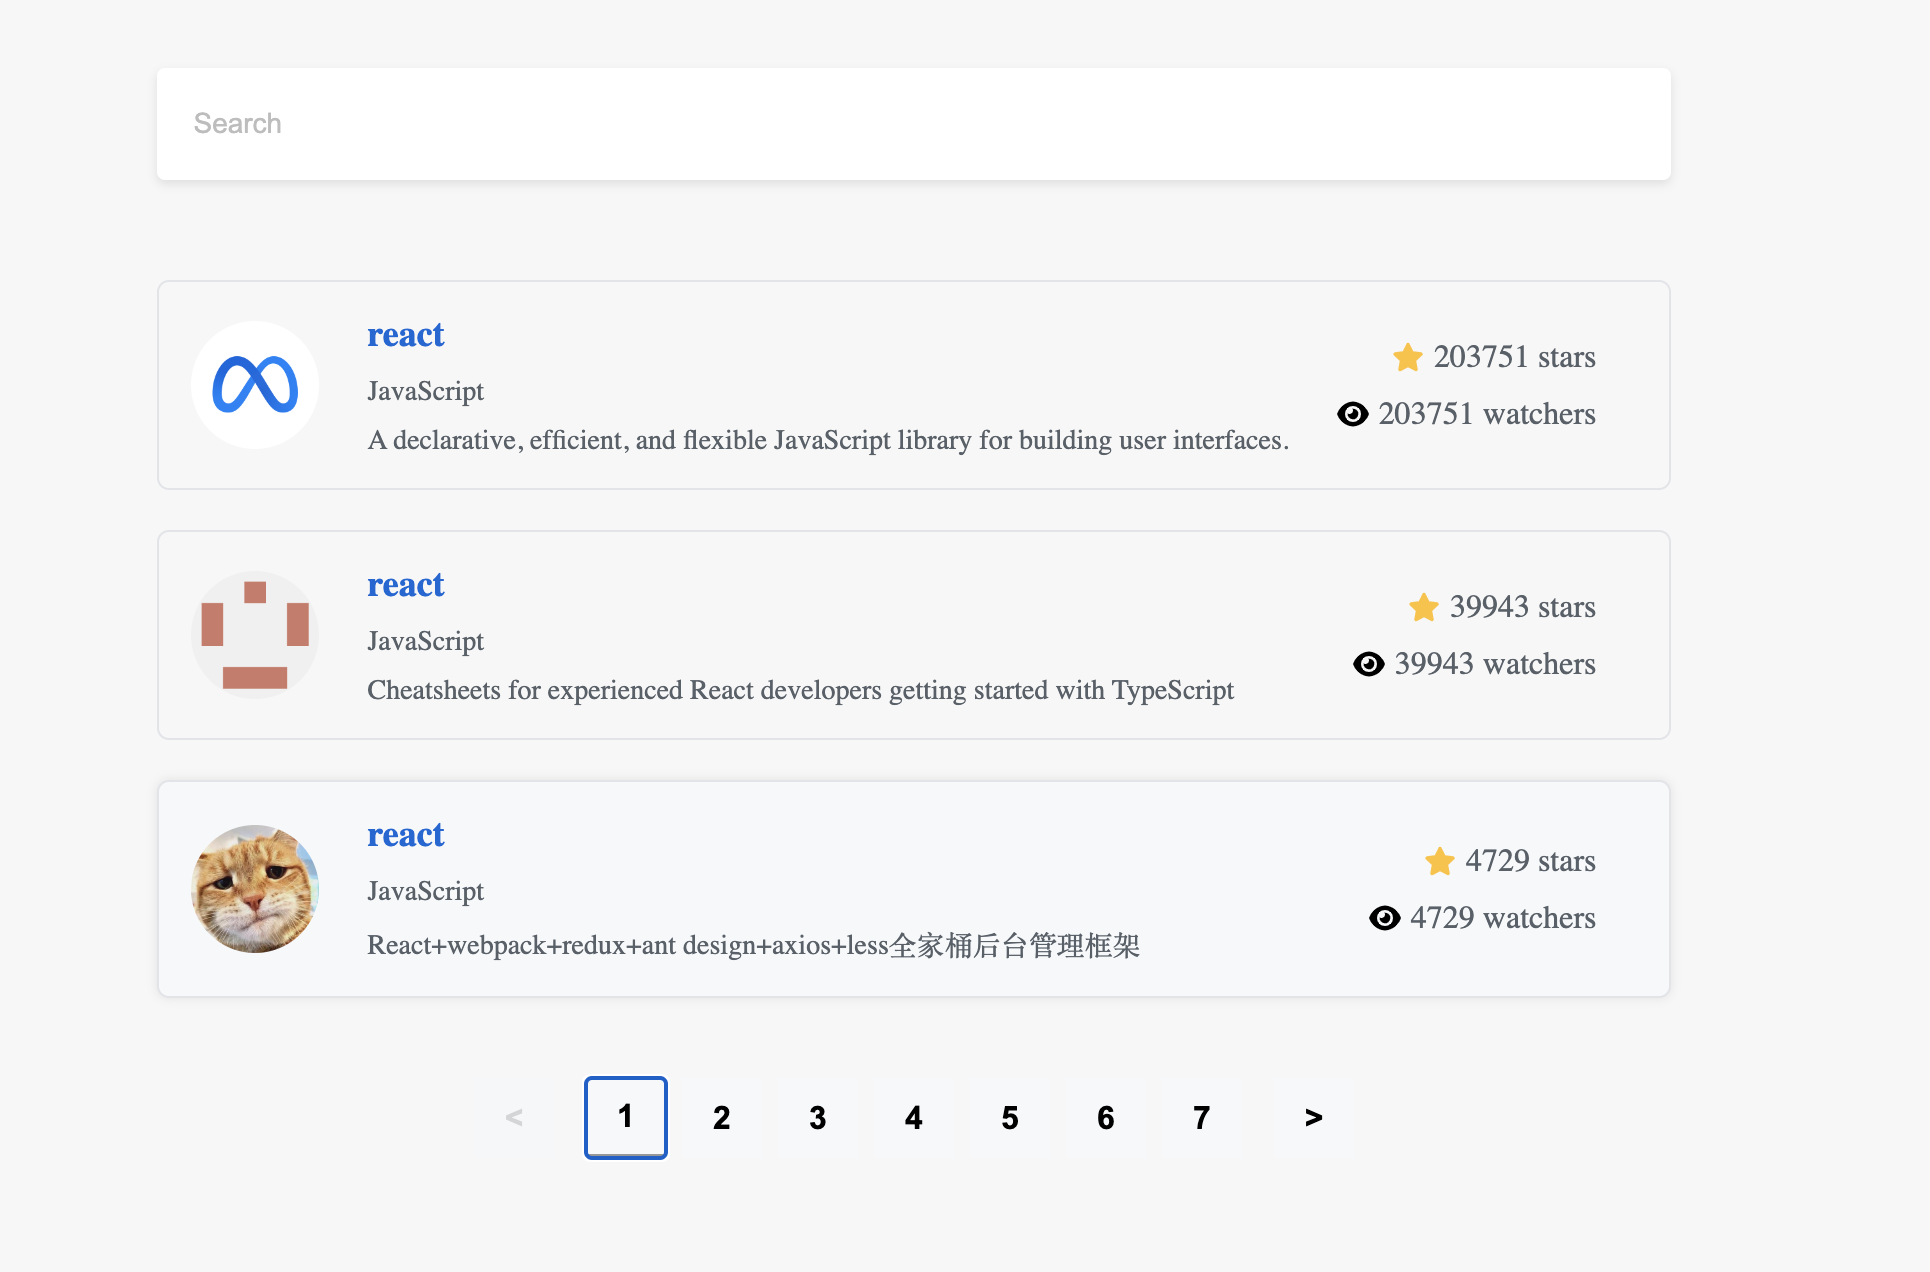 Search
react
JavaScript
A declarative, efficient, and flexible JavaScript library for building user interfaces.
203751 stars
203751 watchers
react
JavaScript
Cheatsheets for experienced React developers getting started with TypeScript
39943 stars
39943 watchers
react
JavaScript
React+webpack+redux+ant design+axios+less全家桶后台管理框架
4729 stars
4729 watchers
< 1 2 3 4 5 6 7 >